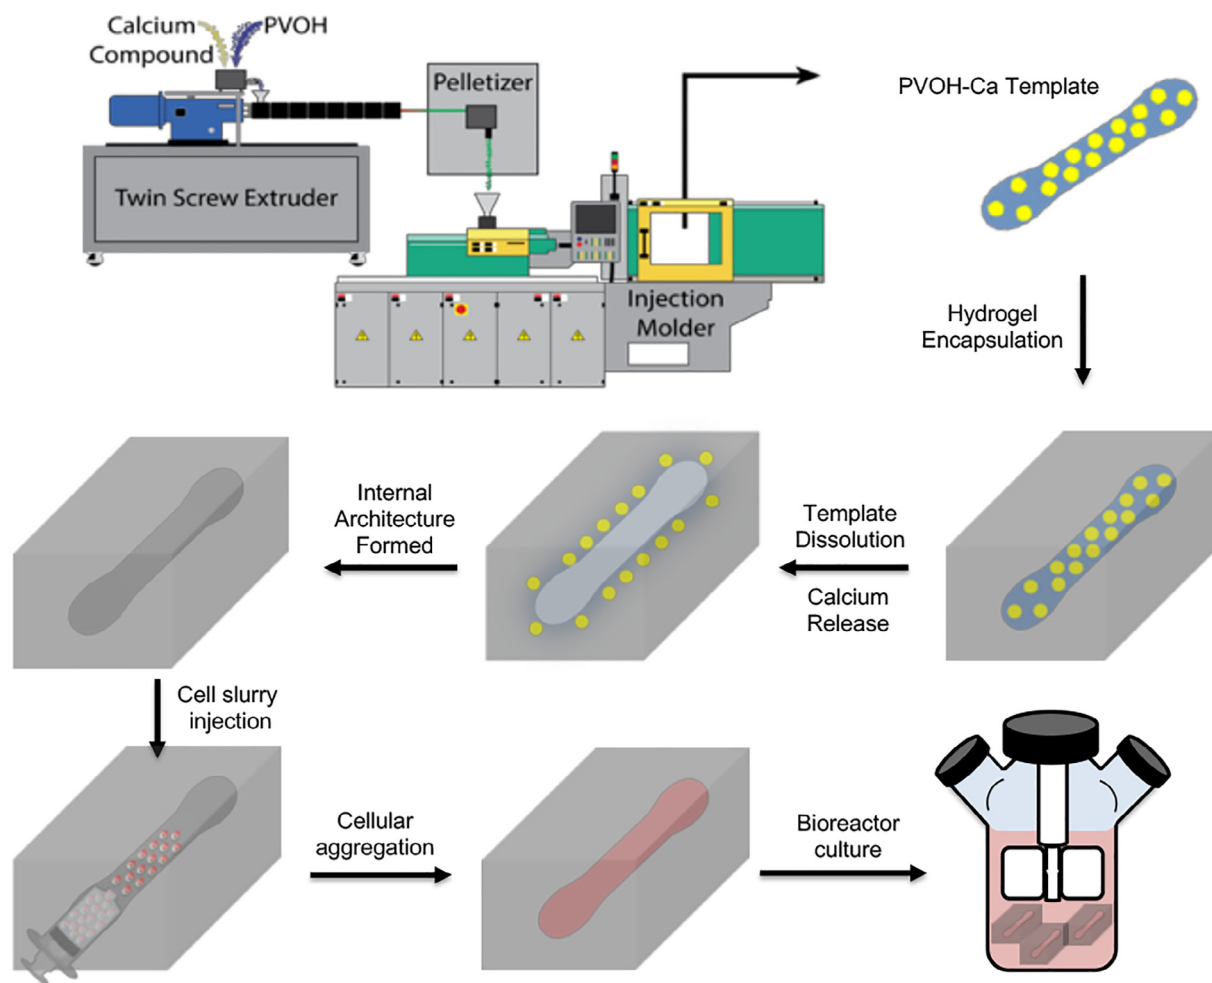 Calcium
Compound
PVOH
Pelletizer
Twin Screw Extruder
Injection
Molder
PVOH-Ca Template
Hydrogel
Encapsulation
Template
Dissolution
Calcium
Release
Internal
Architecture
Formed
Cell slurry
injection
Cellular
aggregation
Bioreactor
culture